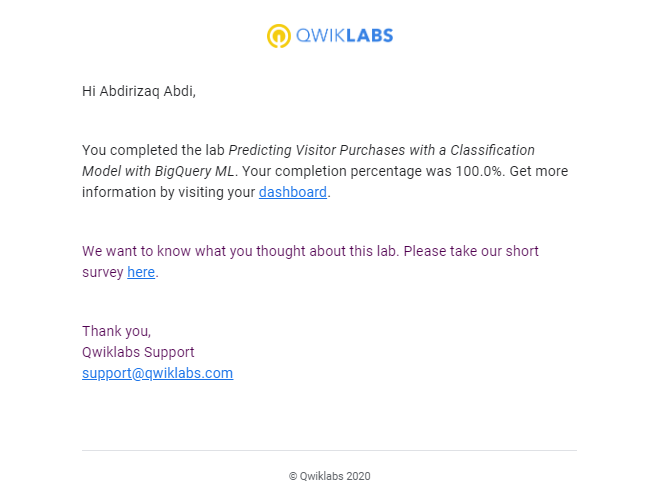 QWIKLABS
Hi Abdirizaq Abdi,
You completed the lab Predicting Visitor Purchases with a Classification
Model with BigQuery ML. Your completion percentage was 100.0%. Get more
information by visiting your dashboard.
We want to know what you thought about this lab. Please take our short
survey here.
Thank you,
Qwiklabs Support
support@qwiklabs.com
© Qwiklabs 2020